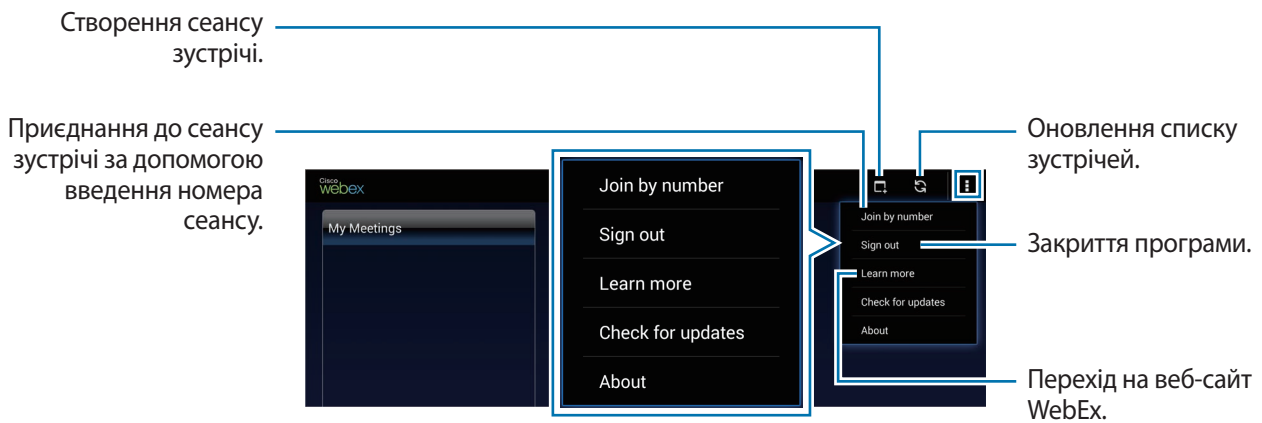 Створення сеансу
зустрічі.
Приєднання до сеансу
зустрічі за допомогою
введення номера
сеансу.
Cisco
webex
My Meetings
Join by number
Sign out
Learn more
Check for updates
About
Join by number
Sign out
Learn more
Check for updates
About
Оновлення списку
зустрічей.
Закриття програми.
Перехід на веб-сайт
WebEx.